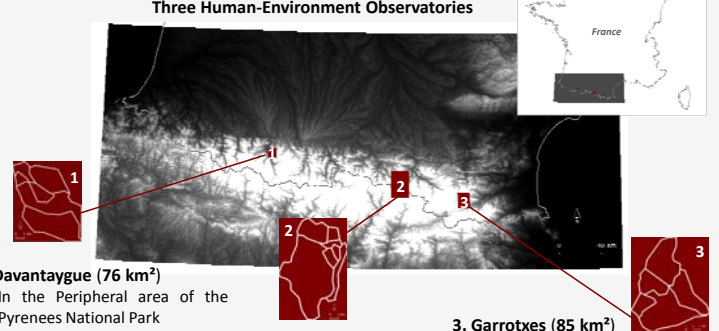 Three Human-Environment Observatories
France
1
2
3
1
2
3
Davantaygue (76 km²)
In the Peripheral area of the
Pyrenees National Park
3. Garrotxes (85 km²)